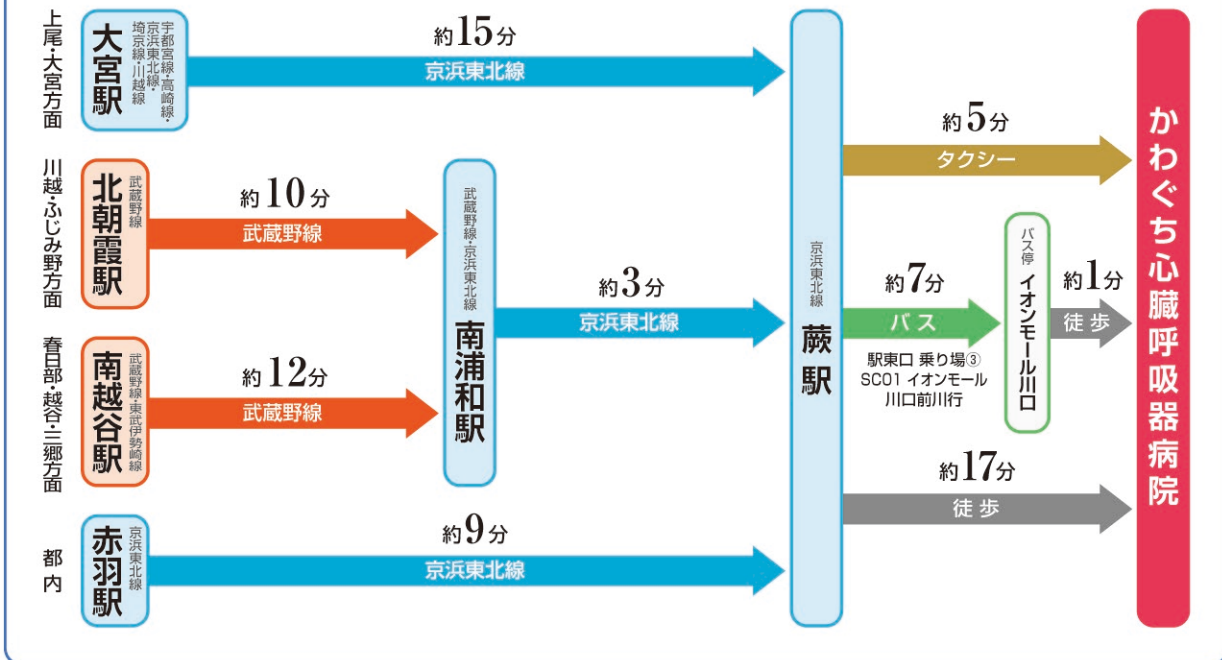 上尾・大宮方面
大宮駅
宇都宮線・高崎線・
京浜東北線・
埼京線・川越線
約15分
京浜東北線
川越・ふじみ野方面
北朝霞駅
武蔵野線
約10分
武蔵野線
春日部・越谷・三郷方面
南越谷駅
武蔵野線・東武伊勢崎線
約12分
武蔵野線
武蔵野線・京浜東北線
南浦和駅
約3分
京浜東北線
都内
赤羽駅
京浜東北線
約9分
京浜東北線
京浜東北線
蕨駅
約5分
タクシー
約7分
バス
駅東口 乗り場③
SC01 イオンモール
川口前川行
バス停 イオンモール川口
約1分
徒歩
約17分
徒歩
かわぐち心臓呼吸器病院